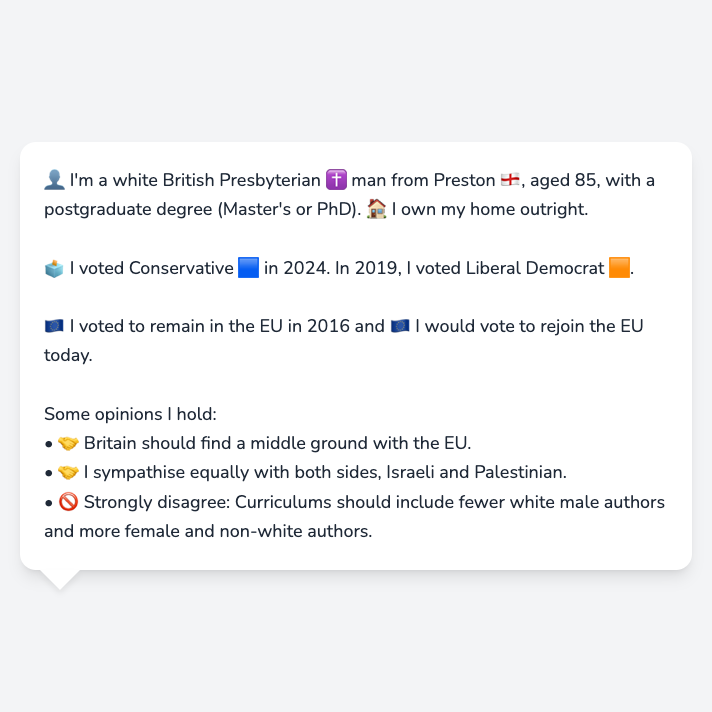 👤 I'm a white British Presbyterian ✝️ man from Preston 🏴󠁧󠁢󠁥󠁮󠁧󠁿, aged 85, with a
postgraduate degree (Master's or PhD). 🏠 I own my home outright.
🗳️ I voted Conservative 🟦 in 2024. In 2019, I voted Liberal Democrat 🟧.
🇪🇺 I voted to remain in the EU in 2016 and 🇪🇺 I would vote to rejoin the EU
today.
Some opinions I hold:
• 🤝 Britain should find a middle ground with the EU.
• 🤝 I sympathise equally with both sides, Israeli and Palestinian.
• 🚫 Strongly disagree: Curriculums should include fewer white male authors
and more female and non-white authors.